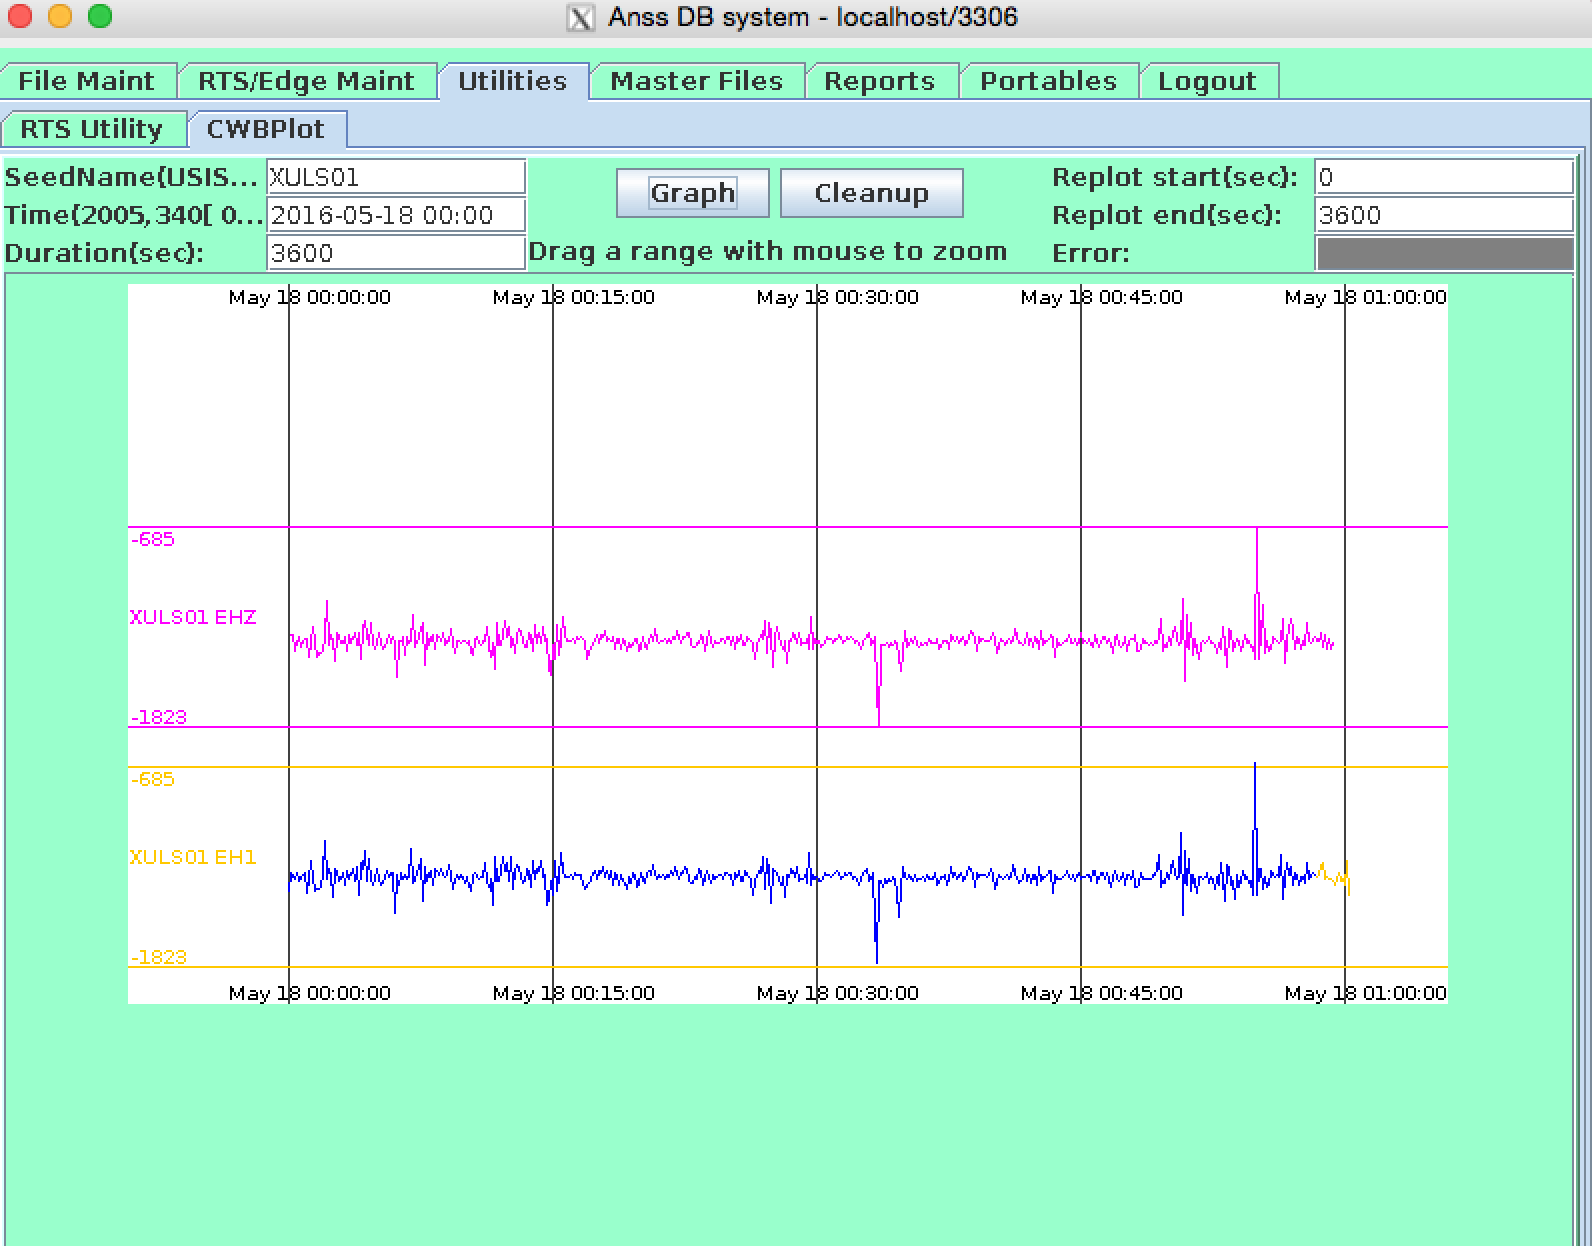 Anss DB system - localhost/3306
File Maint RTS/Edge Maint Utilities Master Files Reports Portables Logout
RTS Utility CWBPlot
SeedName(USIS... XULS01 Graph Cleanup Replot start(sec): 0
Time(2005,340[ 0... 2016-05-18 00:00 Replot end(sec): 3600
Duration(sec): 3600 Drag a range with mouse to zoom Error:
May 18 00:00:00 May 18 00:15:00 May 18 00:30:00 May 18 00:45:00 May 18 01:00:00
-685
XULS01 EHZ
-1823
-685
XULS01 EH1
-1823
May 18 00:00:00 May 18 00:15:00 May 18 00:30:00 May 18 00:45:00 May 18 01:00:00